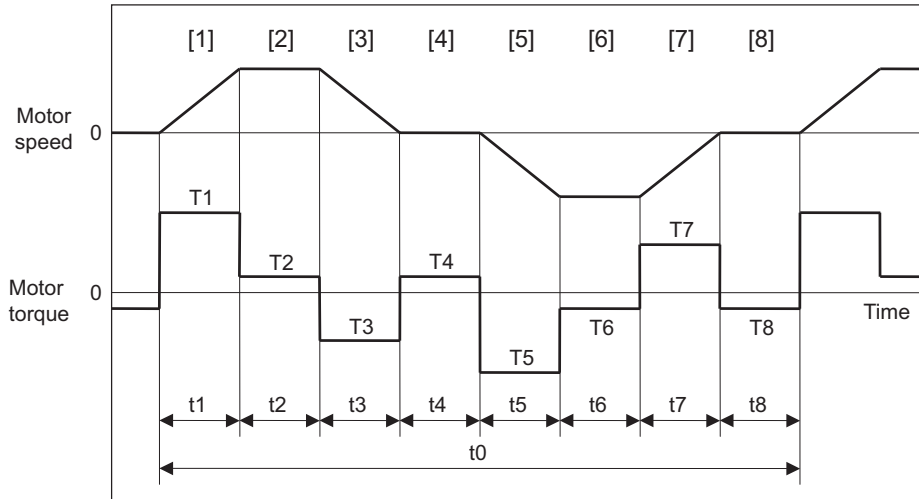 [1] [2] [3] [4] [5] [6] [7] [8]
Motor
speed
0
T1
T2
T3
T4
T5
T6
T7
T8
Motor
torque
0
Time
t1 t2 t3 t4 t5 t6 t7 t8
t0